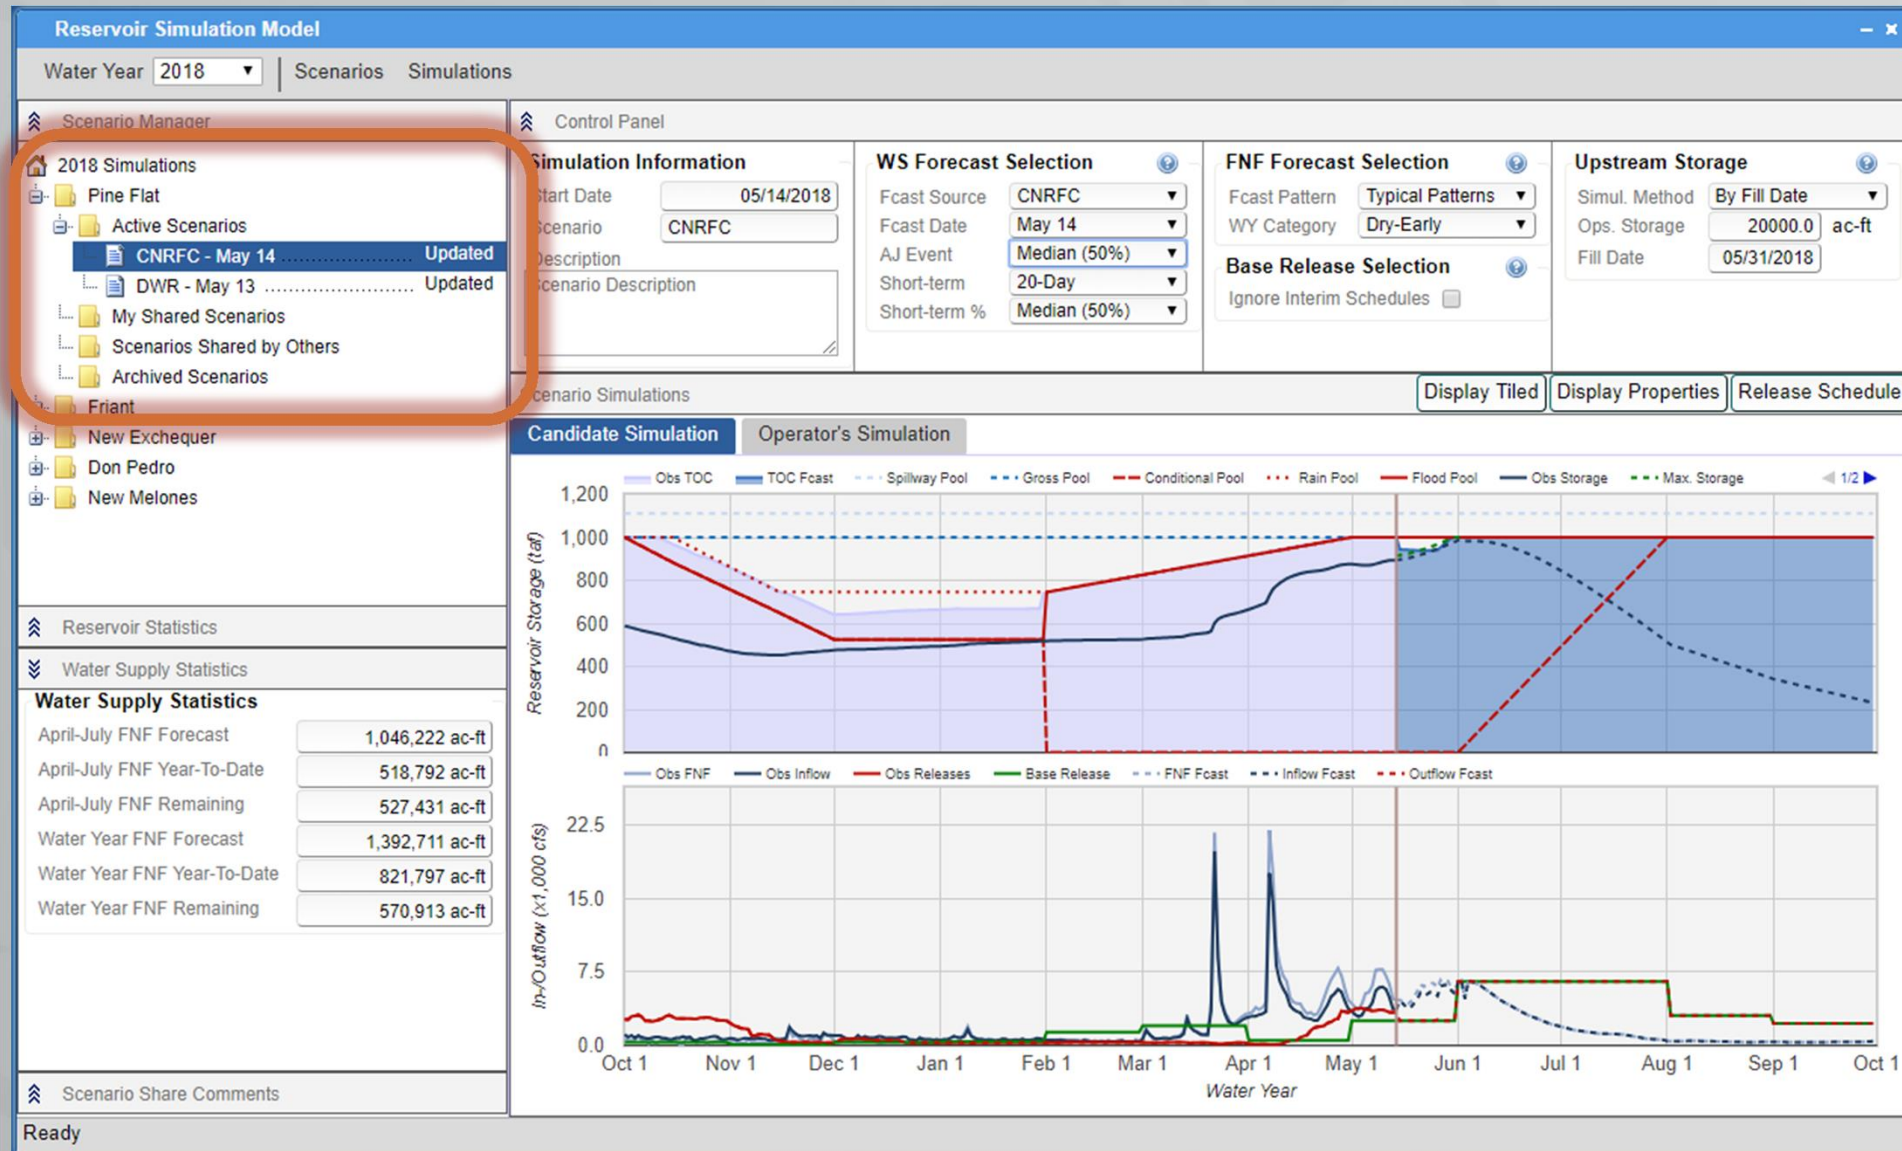 Reservoir Simulation Model
Water Year 2018 Scenarios Simulations
Scenario Manager
2018 Simulations
Pine Flat
Active Scenarios
CNRFC - May 14 ...................... Updated
DWR - May 13 ......................... Updated
My Shared Scenarios
Scenarios Shared by Others
Archived Scenarios
Friant
New Exchequer
Don Pedro
New Melones
Reservoir Statistics
Water Supply Statistics
Water Supply Statistics
April-July FNF Forecast 1,046,222 ac-ft
April-July FNF Year-To-Date 518,792 ac-ft
April-July FNF Remaining 527,431 ac-ft
Water Year FNF Forecast 1,392,711 ac-ft
Water Year FNF Year-To-Date 821,797 ac-ft
Water Year FNF Remaining 570,913 ac-ft
Scenario Share Comments
Ready
Control Panel
Simulation Information
Start Date 05/14/2018
Scenario CNRFC
Description
Scenario Description
WS Forecast Selection
Fcast Source CNRFC
Fcast Date May 14
AJ Event Median (50%)
Short-term 20-Day
Short-term % Median (50%)
FNF Forecast Selection
Fcast Pattern Typical Patterns
WY Category Dry-Early
Base Release Selection
Ignore Interim Schedules
Upstream Storage
Simul. Method By Fill Date
Ops. Storage 20000.0 ac-ft
Fill Date 05/31/2018
Scenario Simulations
Display Tiled Display Properties Release Schedule
Candidate Simulation Operator's Simulation
Obs TOC TOC Fcast Spillway Pool Gross Pool Conditional Pool Rain Pool Flood Pool Obs Storage Max. Storage 1/2
Reservoir Storage (taf)
1,200
1,000
800
600
400
200
0
Obs FNF Obs Inflow Obs Releases Base Release FNF Fcast Inflow Fcast Outflow Fcast
In-/Outflow (x1,000 cfs)
22.5
15.0
7.5
0.0
Oct 1 Nov 1 Dec 1 Jan 1 Feb 1 Mar 1 Apr 1 May 1 Jun 1 Jul 1 Aug 1 Sep 1 Oct 1
Water Year